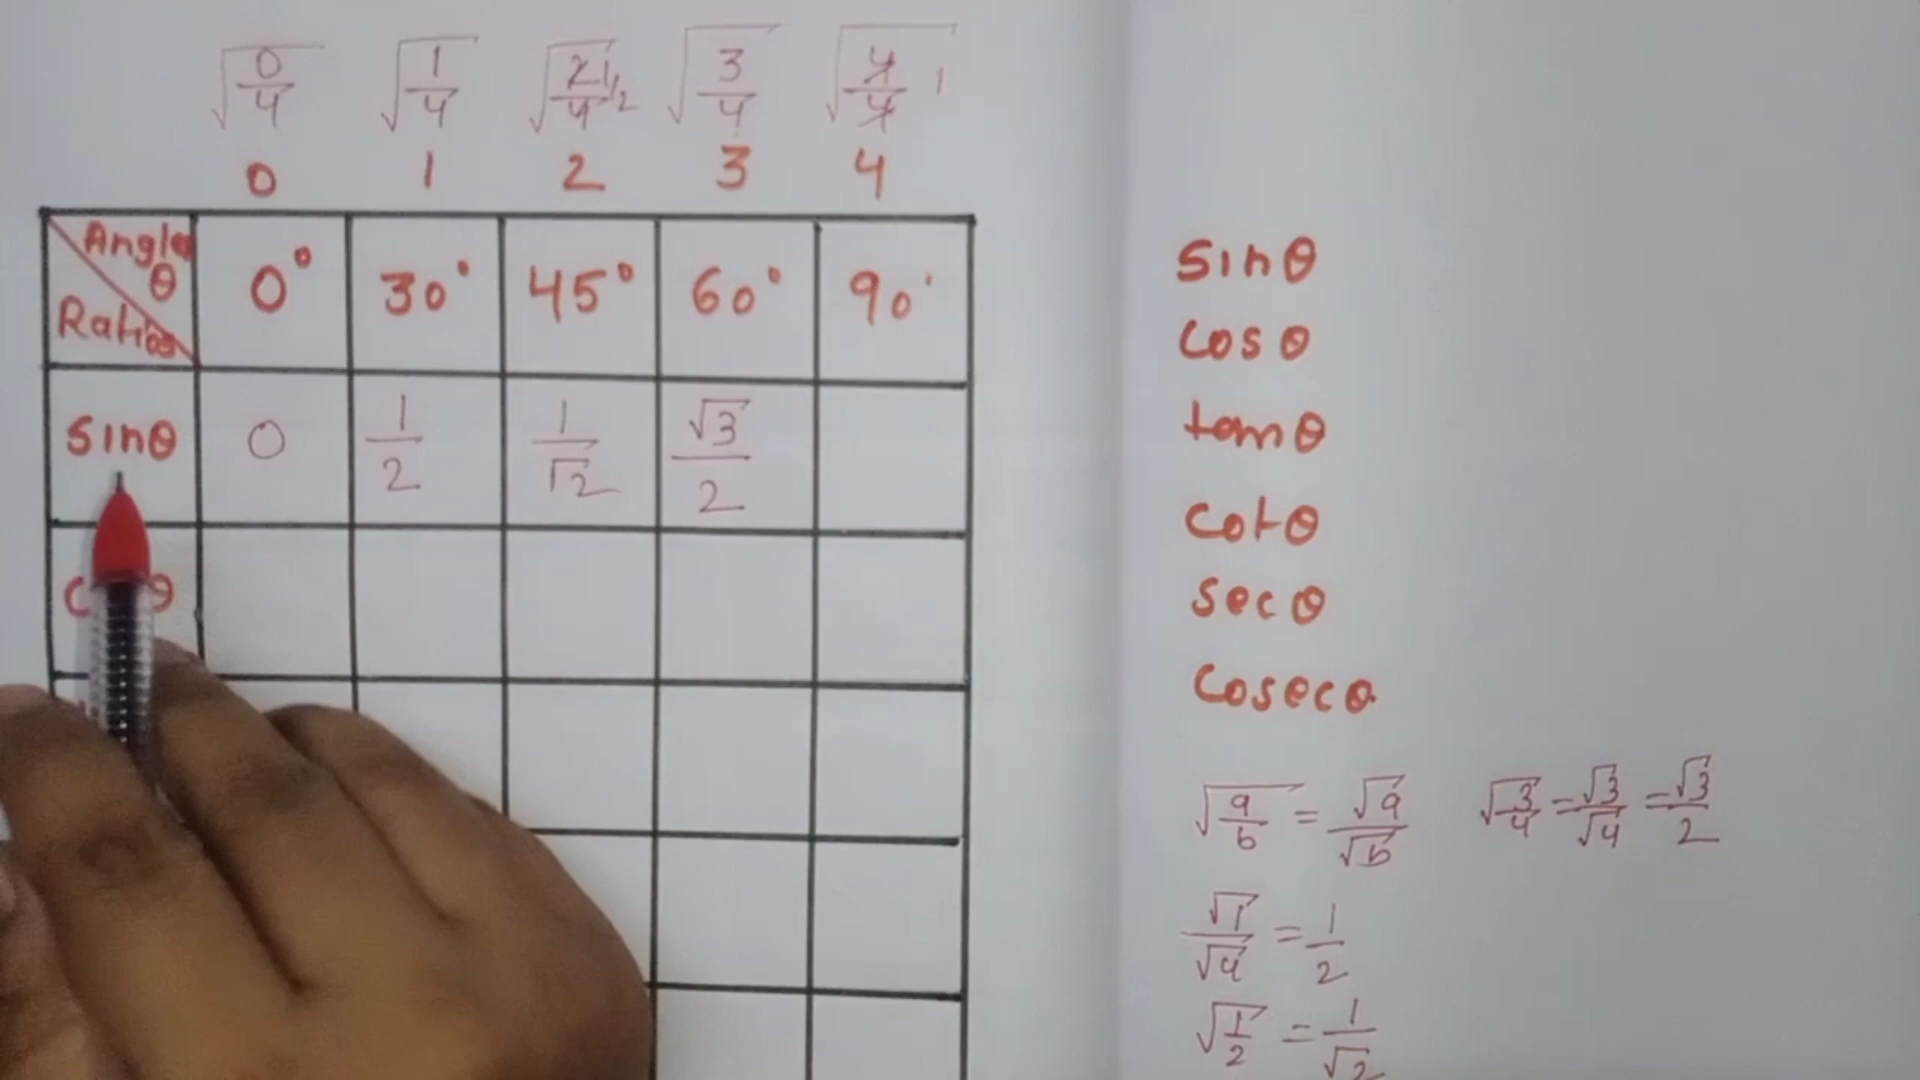 √0/4 √1/4 √2/4 1/2 √3/4 √4/4 1
0 1 2 3 4
Angle θ Ratios 0° 30° 45° 60° 90°
sinθ 0 1/2 1/√2 √3/2
sinθ
cosθ
tanθ
cotθ
secθ
cosecθ
√a/b = √a/√b √3/4 = √3/√4 = √3/2
√1/√4 = 1/2
√1/2 = 1/√2